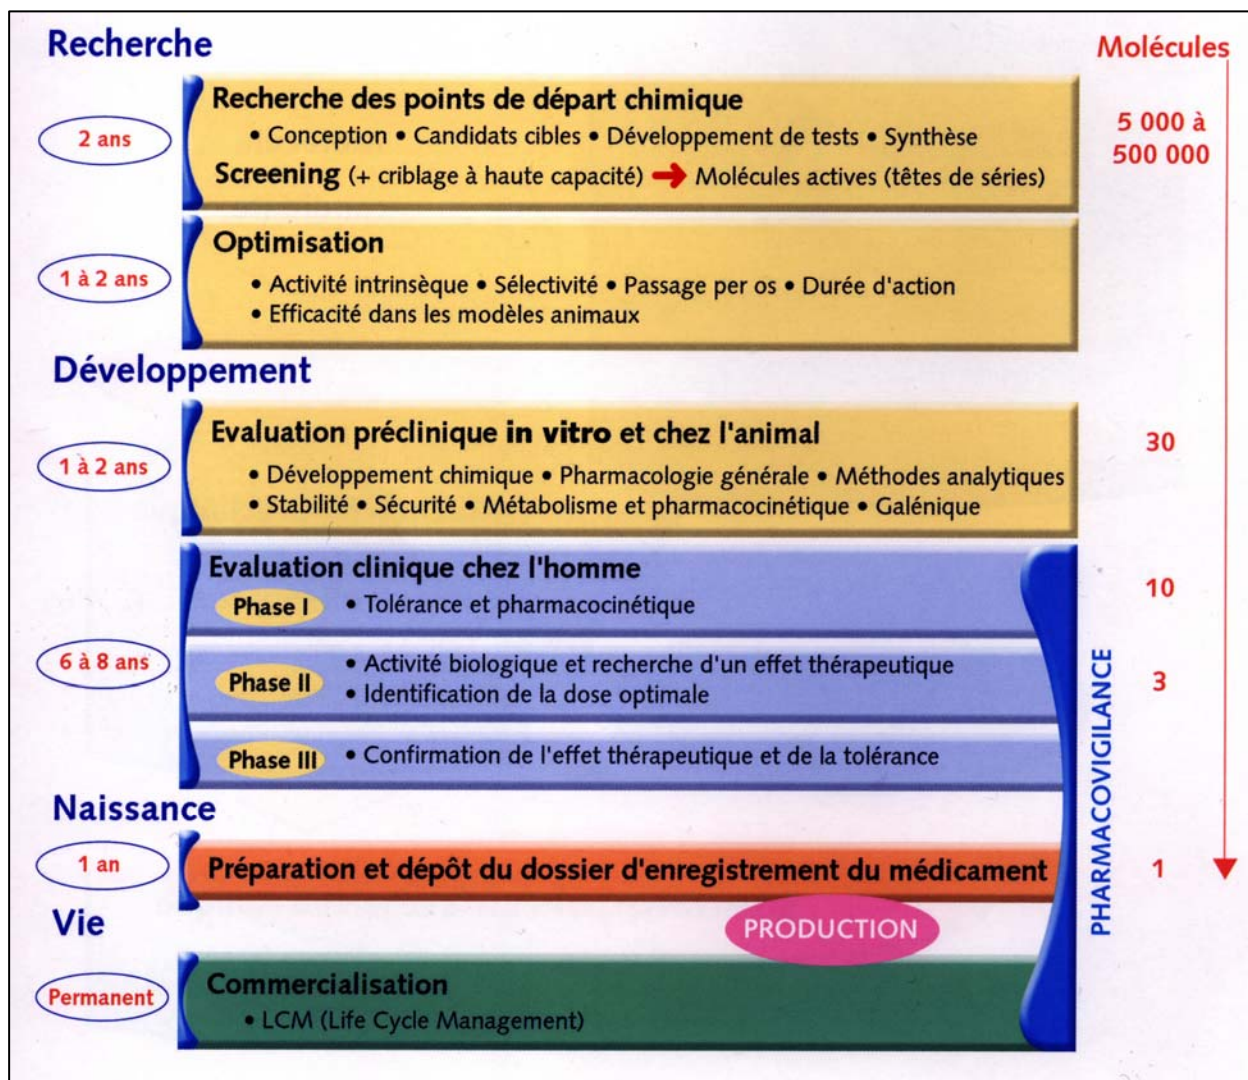 Recherche
Molécules
Recherche des points de départ chimique
• Conception • Candidats cibles • Développement de tests • Synthèse
Screening (+ criblage à haute capacité) → Molécules actives (têtes de séries)
2 ans
5 000 à
500 000
Optimisation
• Activité intrinsèque • Sélectivité • Passage per os • Durée d'action
• Efficacité dans les modèles animaux
1 à 2 ans
Développement
Evaluation préclinique in vitro et chez l'animal
• Développement chimique • Pharmacologie générale • Méthodes analytiques
• Stabilité • Sécurité • Métabolisme et pharmacocinétique • Galénique
1 à 2 ans
30
Evaluation clinique chez l'homme
Phase I
• Tolérance et pharmacocinétique
10
6 à 8 ans
Phase II
• Activité biologique et recherche d'un effet thérapeutique
• Identification de la dose optimale
3
Phase III
• Confirmation de l'effet thérapeutique et de la tolérance
PHARMACOVIGILANCE
Naissance
1 an
Préparation et dépôt du dossier d'enregistrement du médicament
1
Vie
PRODUCTION
Permanent
Commercialisation
• LCM (Life Cycle Management)